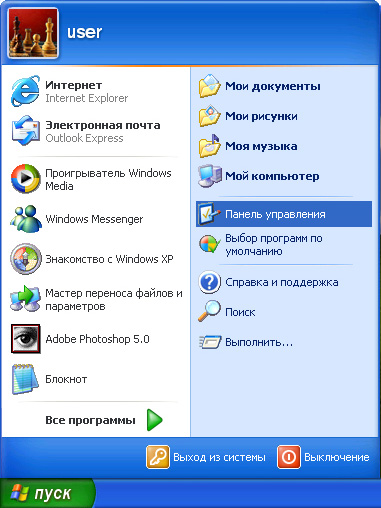 user
Интернет
Internet Explorer
Электронная почта
Outlook Express
Проигрыватель Windows
Media
Windows Messenger
Знакомство с Windows XP
Мастер переноса файлов и
параметров
Adobe Photoshop 5.0
Блокнот
Все программы
Мои документы
Мои рисунки
Моя музыка
Мой компьютер
Панель управления
Выбор программ по
умолчанию
Справка и поддержка
Поиск
Выполнить...
Выход из системы
Выключение
пуск